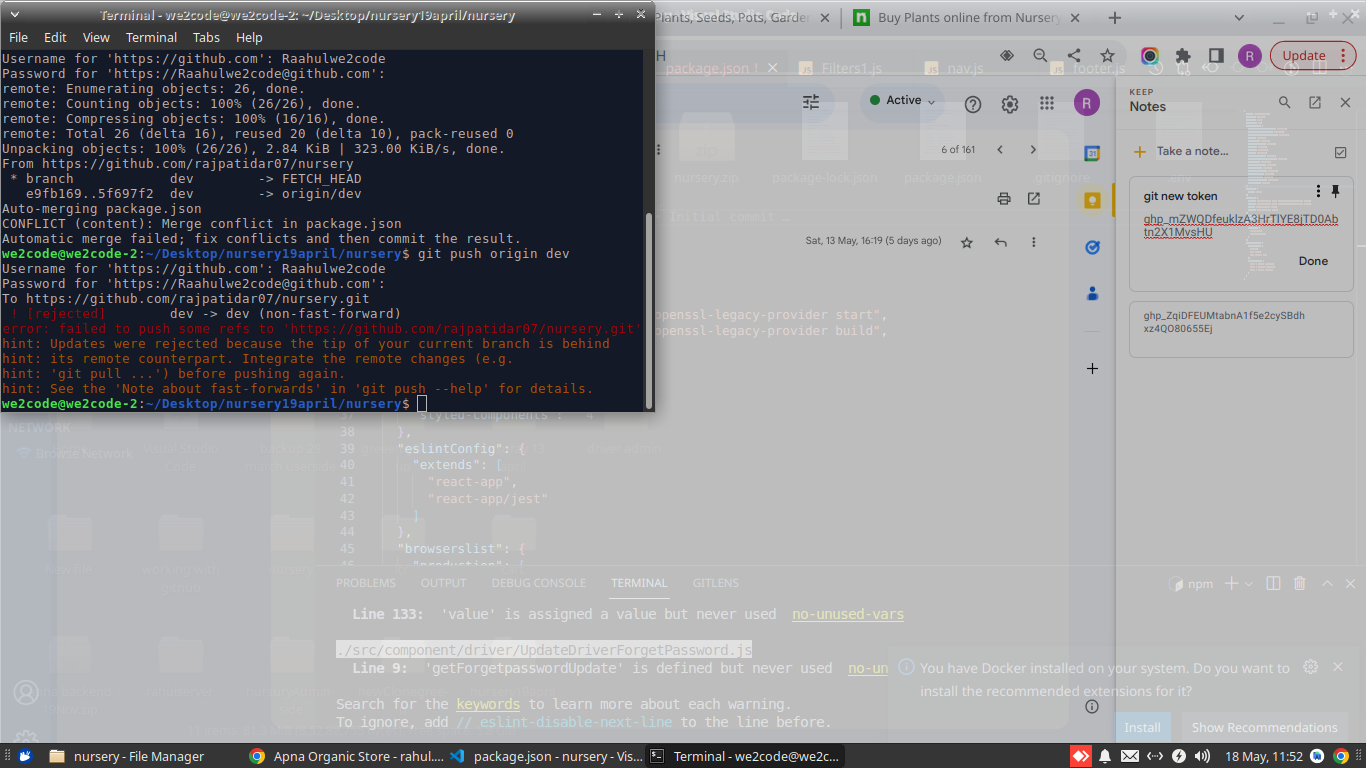 Terminal - we2code@we2code-2: ~/Desktop/nursery19april/nursery
File Edit View Terminal Tabs Help
Username for 'https://github.com': Raahulwe2code
Password for 'https://Raahulwe2code@github.com':
remote: Enumerating objects: 26, done.
remote: Counting objects: 100% (26/26), done.
remote: Compressing objects: 100% (16/16), done.
remote: Total 26 (delta 16), reused 20 (delta 10), pack-reused 0
Unpacking objects: 100% (26/26), 2.84 KiB | 323.00 KiB/s, done.
From https://github.com/rajpatidar07/nursery
* branch dev -> FETCH_HEAD
e9fb169..5f697f2 dev -> origin/dev
Auto-merging package.json
CONFLICT (content): Merge conflict in package.json
Automatic merge failed; fix conflicts and then commit the result.
we2code@we2code-2:~/Desktop/nursery19april/nursery$ git push origin dev
Username for 'https://github.com': Raahulwe2code
Password for 'https://Raahulwe2code@github.com':
To https://github.com/rajpatidar07/nursery.git
! [rejected] dev -> dev (non-fast-forward)
error: failed to push some refs to 'https://github.com/rajpatidar07/nursery.git'
hint: Updates were rejected because the tip of your current branch is behind
hint: its remote counterpart. Integrate the remote changes (e.g.
hint: 'git pull ...') before pushing again.
hint: See the 'Note about fast-forwards' in 'git push --help' for details.
we2code@we2code-2:~/Desktop/nursery19april/nursery$
Plants, Seeds, Pots, Garden
Buy Plants online from Nursery
R
Update
package.json !
Filters1.js
nav.js
footer.js
Active
R
6 of 161
nursery.zip
package-lock.json
package.json
.gitignore
.env
Initial commit
Sat, 13 May, 16:19 (5 days ago)
openssl-legacy-provider start",
openssl-legacy-provider build",
KEEP
Notes
Take a note...
git new token
ghp_mZWQDfeuklzA3HrTlYE8jTD0Ab
tn2X1MvsHU
Done
ghp_ZqiDFEUMtabnA1f5e2cySBdh
xz4QO80655Ej
NETWORK
Browse Network
38 },
39 "eslintConfig": {
40 "extends": [
41 "react-app",
42 "react-app/jest"
43 ]
44 },
45 "browserslist": {
PROBLEMS OUTPUT DEBUG CONSOLE TERMINAL GITLENS
npm
Line 133: 'value' is assigned a value but never used no-unused-vars
./src/component/driver/UpdateDriverForgetPassword.js
Line 9: 'getForgetpasswordUpdate' is defined but never used no-un
Search for the keywords to learn more about each warning.
To ignore, add // eslint-disable-next-line to the line before.
You have Docker installed on your system. Do you want to
install the recommended extensions for it?
Install
Show Recommendations
nursery - File Manager
Apna Organic Store - rahul....
package.json - nursery - Vis...
Terminal - we2code@we2c...
18 May, 11:52